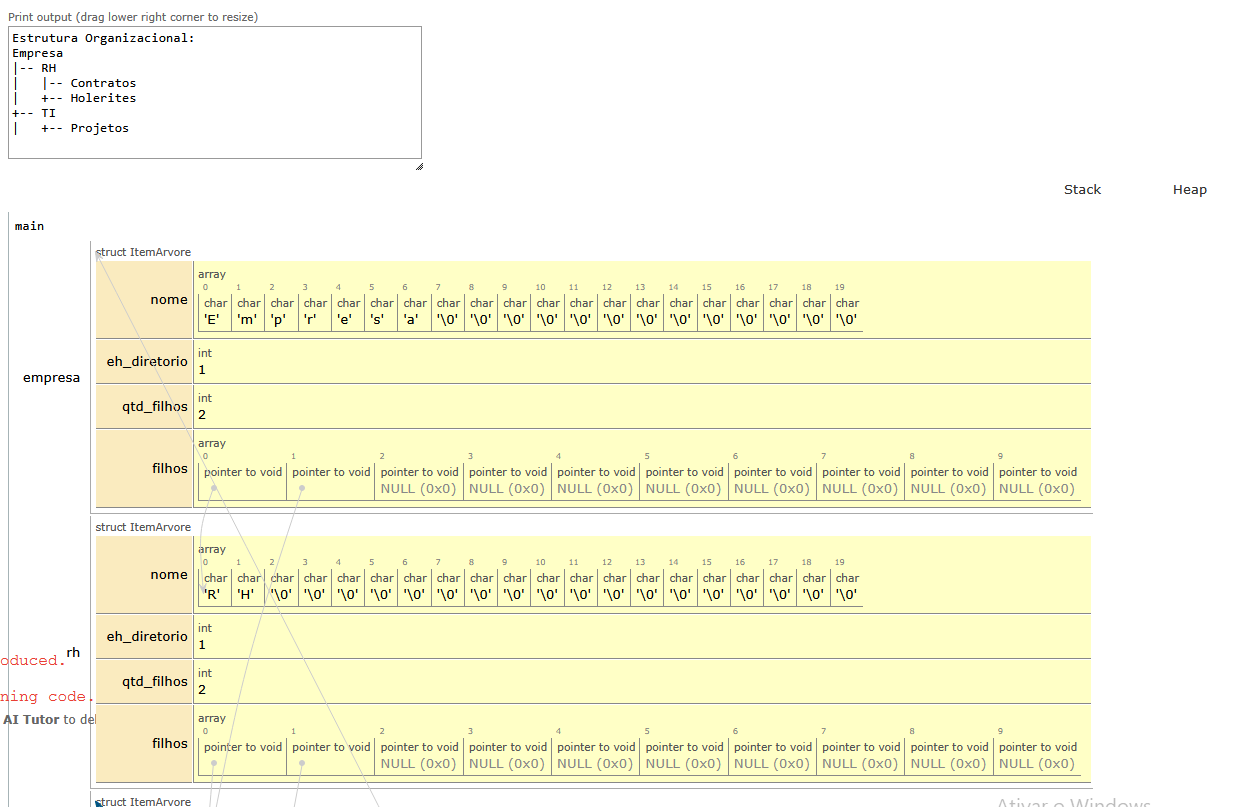 Print output (drag lower right corner to resize)
Estrutura Organizacional:
Empresa
|-- RH
|   |-- Contratos
|   +-- Holerites
+-- TI
|   +-- Projetos
Stack Heap
main
struct ItemArvore
array
0 1 2 3 4 5 6 7 8 9 10 11 12 13 14 15 16 17 18 19
char char char char char char char char char char char char char char char char char char char char
nome 'E' 'm' 'p' 'r' 'e' 's' 'a' '\0' '\0' '\0' '\0' '\0' '\0' '\0' '\0' '\0' '\0' '\0' '\0' '\0'
int
eh_diretorio 1
empresa
int
qtd_filhos 2
array
0 1 2 3 4 5 6 7 8 9
filhos pointer to void pointer to void pointer to void pointer to void pointer to void pointer to void pointer to void pointer to void pointer to void pointer to void
NULL (0x0) NULL (0x0) NULL (0x0) NULL (0x0) NULL (0x0) NULL (0x0) NULL (0x0) NULL (0x0)
struct ItemArvore
array
0 1 2 3 4 5 6 7 8 9 10 11 12 13 14 15 16 17 18 19
char char char char char char char char char char char char char char char char char char char char
nome 'R' 'H' '\0' '\0' '\0' '\0' '\0' '\0' '\0' '\0' '\0' '\0' '\0' '\0' '\0' '\0' '\0' '\0' '\0' '\0'
int
eh_diretorio 1
rh
oduced.
int
qtd_filhos 2
ning code.
AI Tutor to del
array
0 1 2 3 4 5 6 7 8 9
filhos pointer to void pointer to void pointer to void pointer to void pointer to void pointer to void pointer to void pointer to void pointer to void pointer to void
NULL (0x0) NULL (0x0) NULL (0x0) NULL (0x0) NULL (0x0) NULL (0x0) NULL (0x0) NULL (0x0)
struct ItemArvore
Ativar o Windows